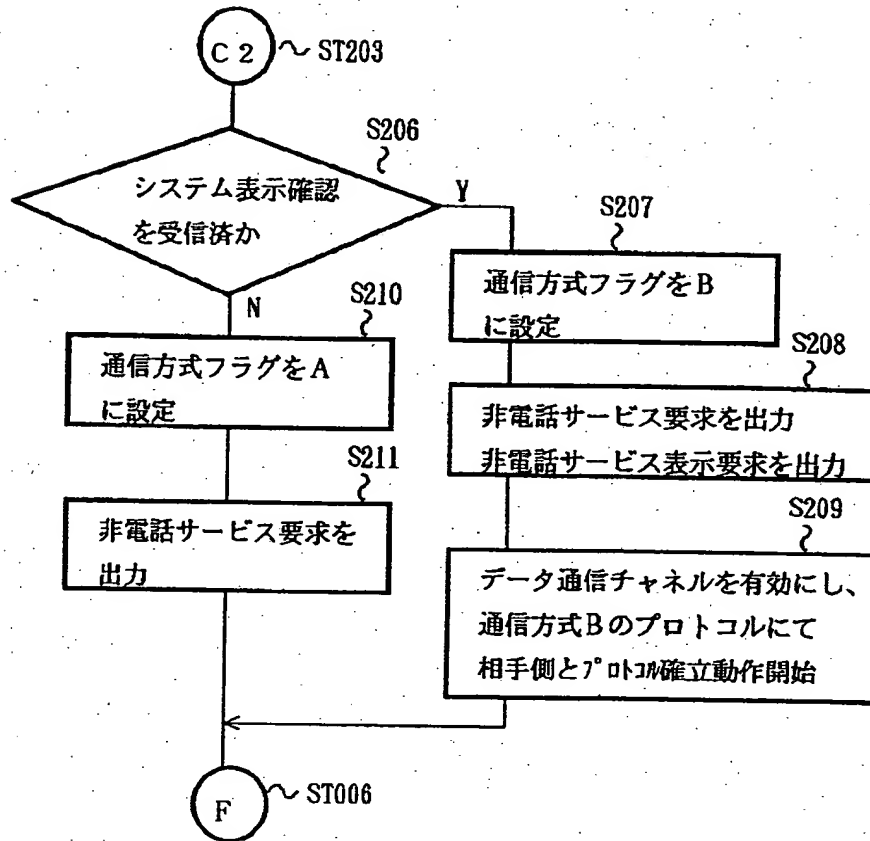 C2
ST203
S206
システム表示確認
を受信済か
Y
N
S207
通信方式フラグをB
に設定
S210
通信方式フラグをA
に設定
S208
非電話サービス要求を出力
非電話サービス表示要求を出力
S211
非電話サービス要求を
出力
S209
データ通信チャネルを有効にし、
通信方式Bのプロトコルにて
相手側とプロトコル確立動作開始
F
ST006